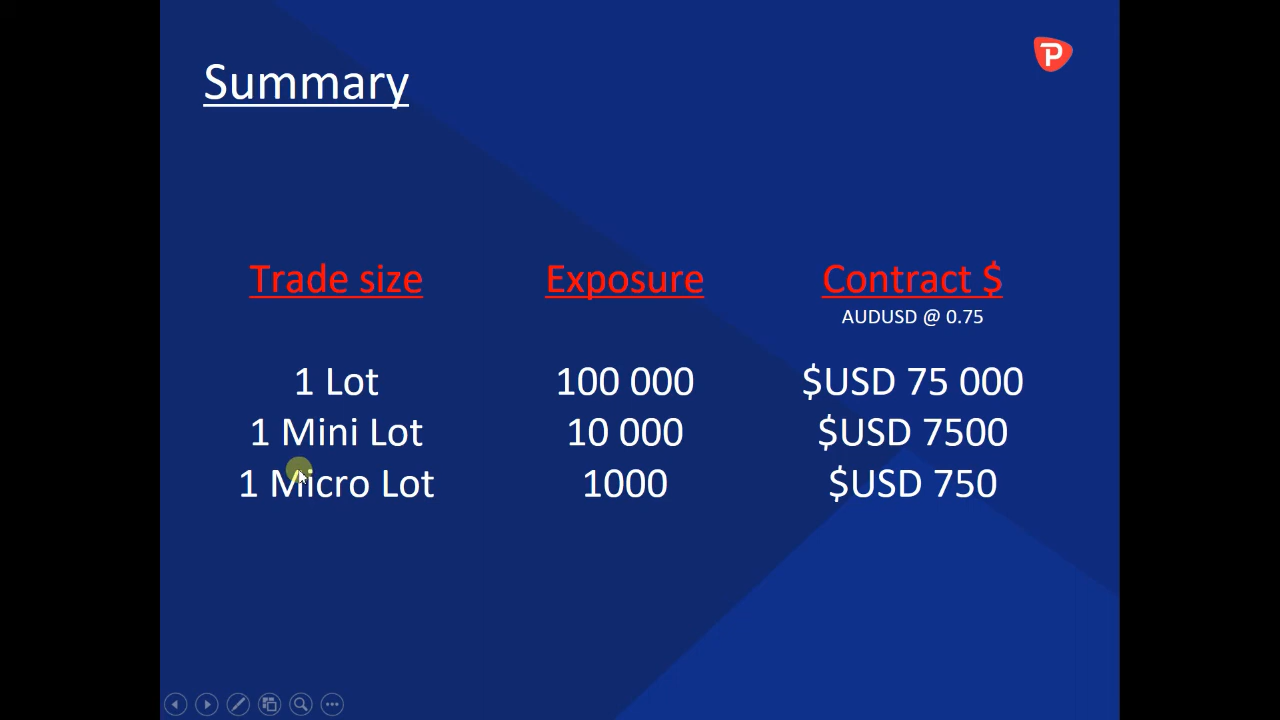 Summary
P
Trade size Exposure Contract $
AUDUSD @ 0.75
1 Lot 100 000 $USD 75 000
1 Mini Lot 10 000 $USD 7500
1 Micro Lot 1000 $USD 750